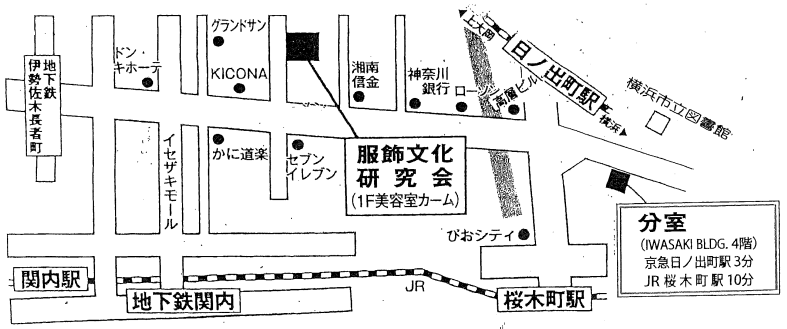 グランドサン
ドン・
キホーテ
KICONA
地下鉄
伊勢佐木長者町
湘南
信金
神奈川
銀行
ローソン
高層ビル
上大岡
日ノ出町駅
横浜
横浜市立図書館
イセザキモール
かに道楽
セブン
イレブン
服飾文化
研究会
(1F美容室カーム)
ぴおシティ
分室
(IWASAKI BLDG. 4階)
京急日ノ出町駅 3分
JR 桜木町駅 10分
関内駅
地下鉄関内
JR
桜木町駅